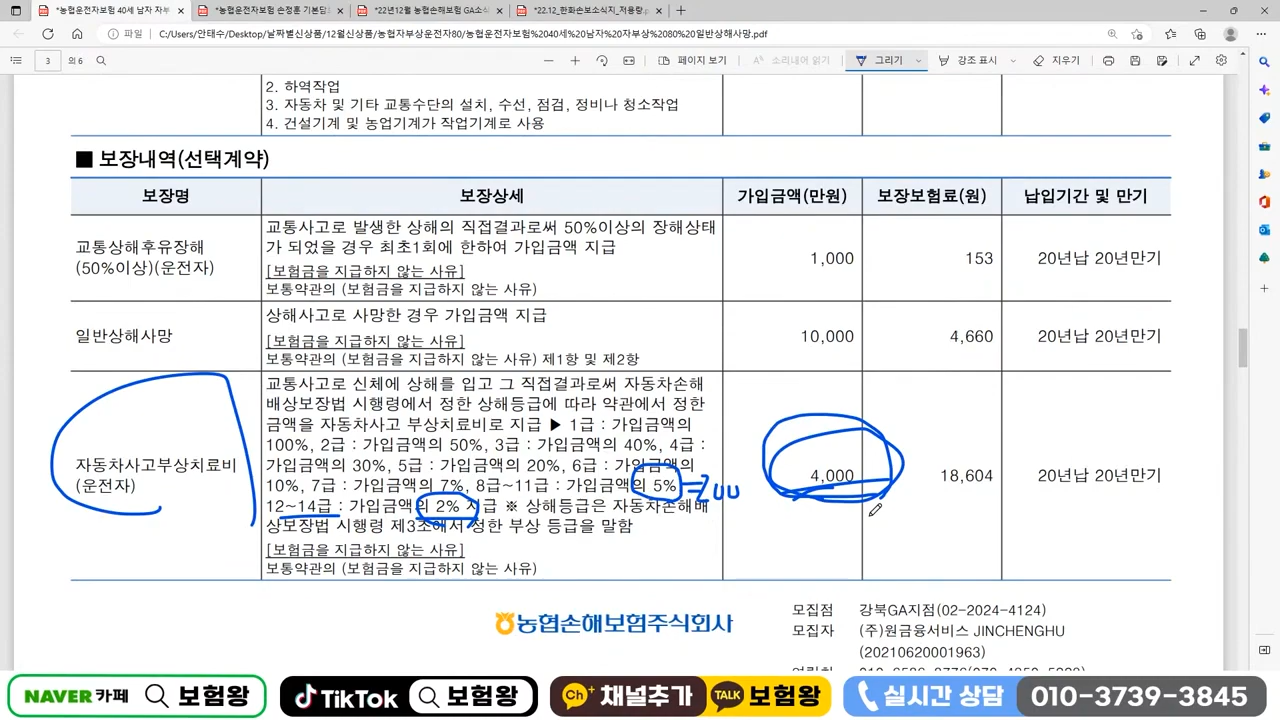 *농협운전자보험 40세 남자 자부
*농협운전자보험 손정훈 기본담
*22년12월 농협손해보험 GA소식
*22.12_한화손보소식지_저용량.p
파일
C:/Users/안태수/Desktop/날짜별신상품/12월신상품/농협자부상운전자80/농협운전자보험%2040세%20남자%20자부상%2080%20일반상해사망.pdf
3 의 6
페이지 보기
소리내어 읽기
그리기
강조 표시
지우기
2. 하역작업
3. 자동차 및 기타 교통수단의 설치, 수선, 점검, 정비나 청소작업
4. 건설기계 및 농업기계가 작업기계로 사용
■ 보장내역(선택계약)
보장명 보장상세 가입금액(만원) 보장보험료(원) 납입기간 및 만기
교통상해후유장해
(50%이상)(운전자)
교통사고로 발생한 상해의 직접결과로써 50%이상의 장해상태
가 되었을 경우 최초1회에 한하여 가입금액 지급
[보험금을 지급하지 않는 사유]
보통약관의 (보험금을 지급하지 않는 사유)
1,000 153 20년납 20년만기
일반상해사망
상해사고로 사망한 경우 가입금액 지급
[보험금을 지급하지 않는 사유]
보통약관의 (보험금을 지급하지 않는 사유) 제1항 및 제2항
10,000 4,660 20년납 20년만기
자동차사고부상치료비
(운전자)
교통사고로 신체에 상해를 입고 그 직접결과로써 자동차손해
배상보장법 시행령에서 정한 상해등급에 따라 약관에서 정한
금액을 자동차사고 부상치료비로 지급 ▶ 1급 : 가입금액의
100%, 2급 : 가입금액의 50%, 3급 : 가입금액의 40%, 4급 :
가입금액의 30%, 5급 : 가입금액의 20%, 6급 : 가입금액의
10%, 7급 : 가입금액의 7%, 8급~11급 : 가입금액의 5%
12~14급 : 가입금액의 2% 지급 ※ 상해등급은 자동차손해배
상보장법 시행령 제3조에서 정한 부상 등급을 말함
[보험금을 지급하지 않는 사유]
보통약관의 (보험금을 지급하지 않는 사유)
4,000 18,604 20년납 20년만기
=200
농협손해보험주식회사
모집점 강북GA지점(02-2024-4124)
모집자 (주)원금융서비스 JINCHENGHU
(20210620001963)
NAVER 카페 보험왕
TikTok 보험왕
Ch+ 채널추가 TALK 보험왕
실시간 상담 010-3739-3845